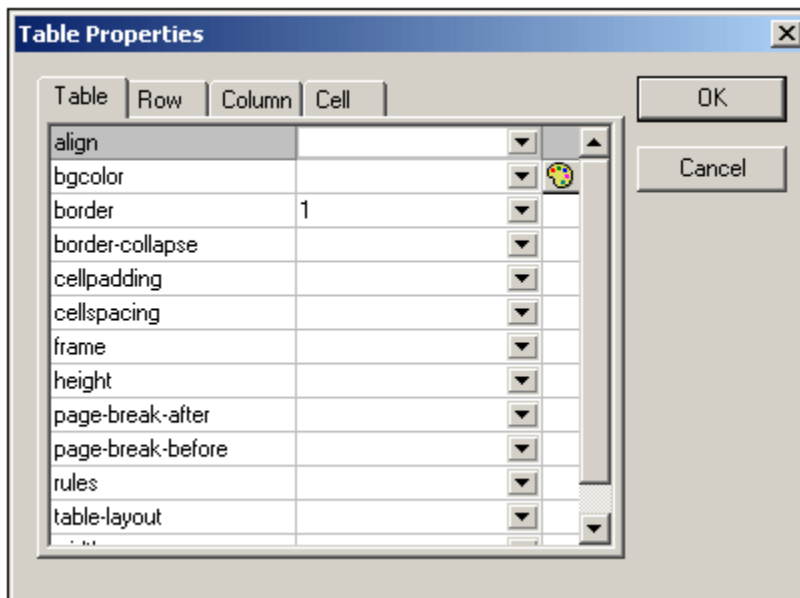 Table Properties
Table Row Column Cell
OK
Cancel
align
bgcolor
border 1
border-collapse
cellpadding
cellspacing
frame
height
page-break-after
page-break-before
rules
table-layout